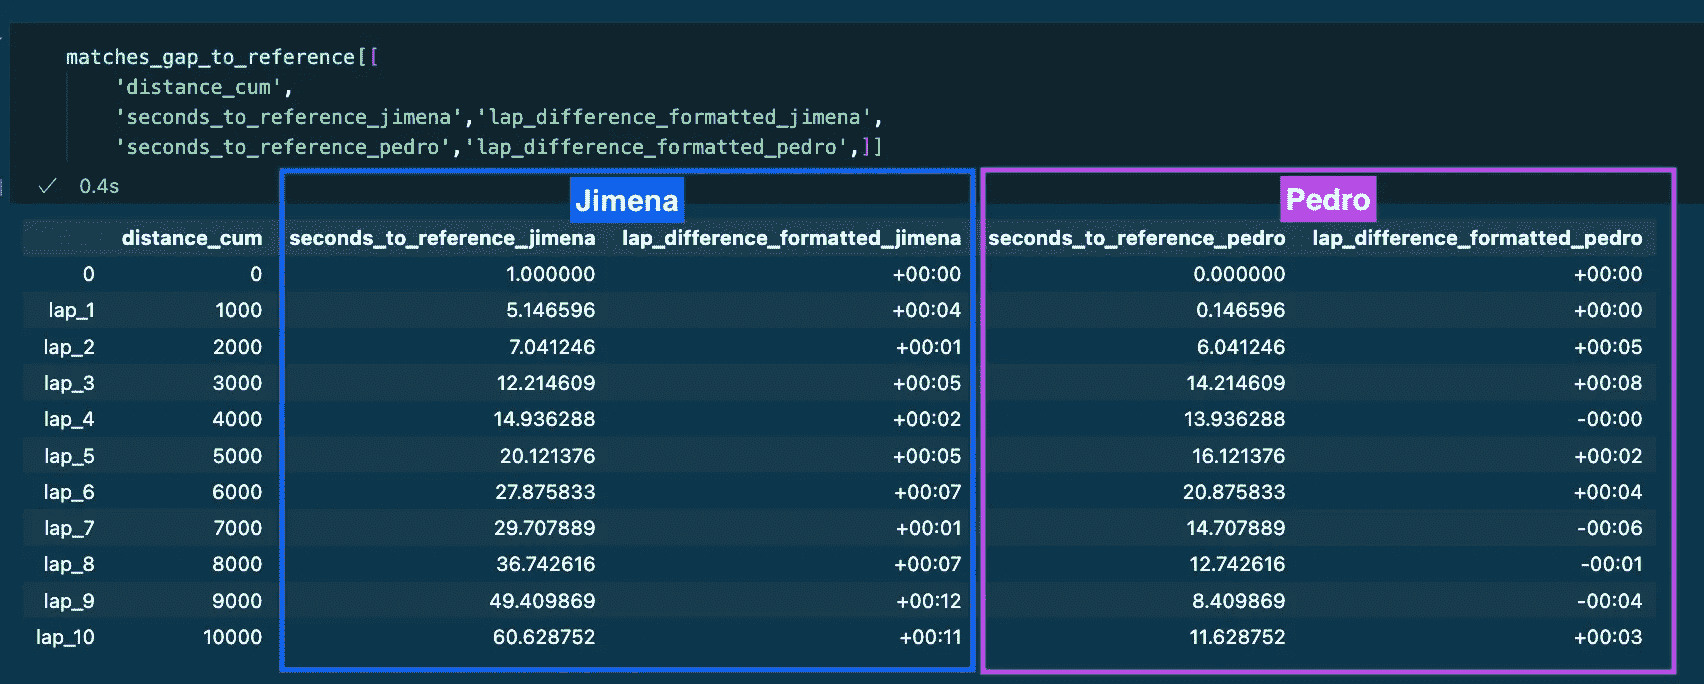 matches_gap_to_reference[[
'distance_cum',
'seconds_to_reference_jimena','lap_difference_formatted_jimena',
'seconds_to_reference_pedro','lap_difference_formatted_pedro',]]
0.4s
Jimena Pedro
distance_cum seconds_to_reference_jimena lap_difference_formatted_jimena seconds_to_reference_pedro lap_difference_formatted_pedro
0 0 1.000000 +00:00 0.000000 +00:00
lap_1 1000 5.146596 +00:04 0.146596 +00:00
lap_2 2000 7.041246 +00:01 6.041246 +00:05
lap_3 3000 12.214609 +00:05 14.214609 +00:08
lap_4 4000 14.936288 +00:02 13.936288 -00:00
lap_5 5000 20.121376 +00:05 16.121376 +00:02
lap_6 6000 27.875833 +00:07 20.875833 +00:04
lap_7 7000 29.707889 +00:01 14.707889 -00:06
lap_8 8000 36.742616 +00:07 12.742616 -00:01
lap_9 9000 49.409869 +00:12 8.409869 -00:04
lap_10 10000 60.628752 +00:11 11.628752 +00:03